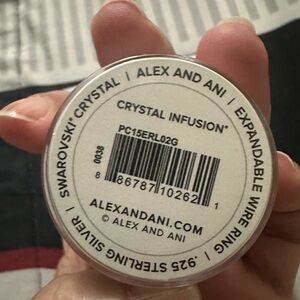 SWAROVSKI® CRYSTAL | ALEX AND ANI | EXPANDABLE WIRE RING | .925 STERLING SILVER |
CRYSTAL INFUSION®
PC15ERL02G
0038
8 86787 10262 1
ALEXANDANI.COM
© ALEX AND ANI